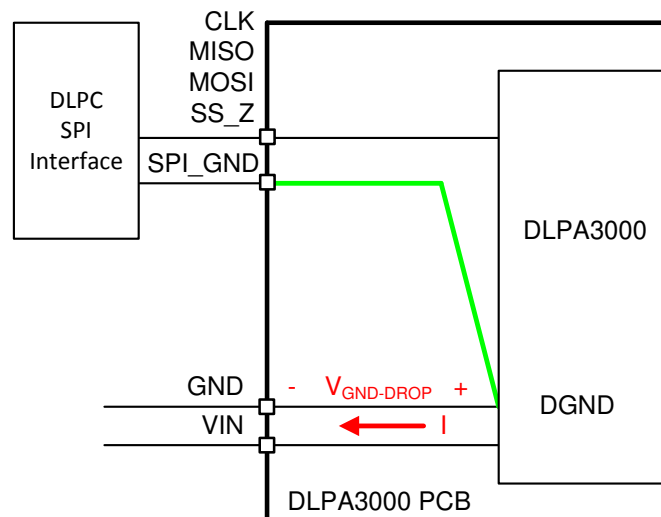 CLK
MISO
MOSI
SS_Z
DLPC
SPI
Interface
SPI_GND
DLPA3000
GND
- VGND-DROP +
DGND
VIN
I
DLPA3000 PCB